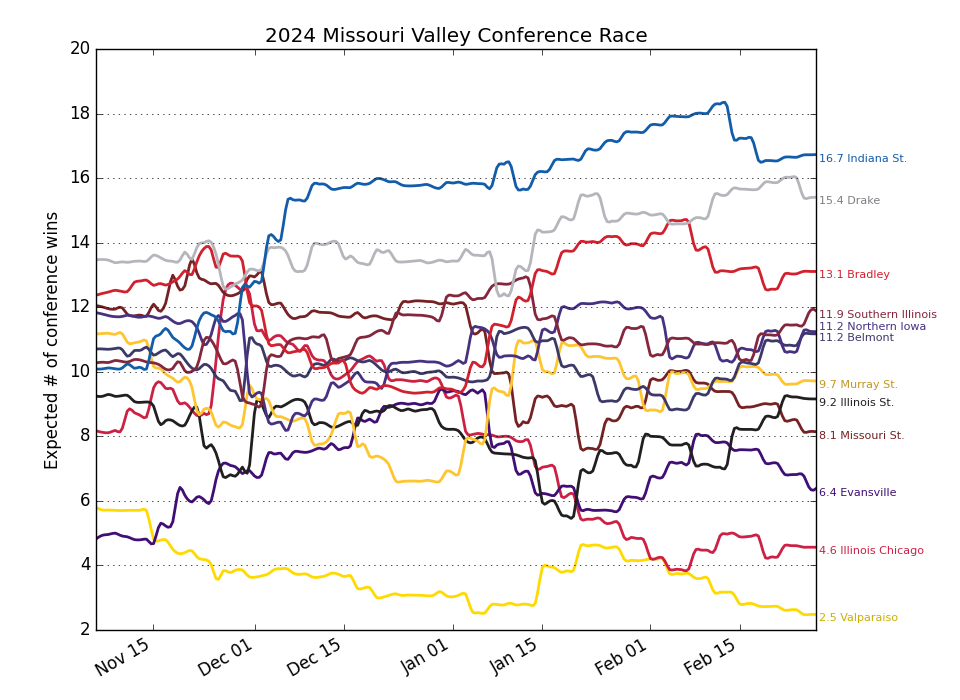 2024 Missouri Valley Conference Race
Expected # of conference wins
20
18
16
14
12
10
8
6
4
2
16.7 Indiana St.
15.4 Drake
13.1 Bradley
11.9 Southern Illinois
11.2 Northern Iowa
11.2 Belmont
9.7 Murray St.
9.2 Illinois St.
8.1 Missouri St.
6.4 Evansville
4.6 Illinois Chicago
2.5 Valparaiso
Nov 15
Dec 01
Dec 15
Jan 01
Jan 15
Feb 01
Feb 15